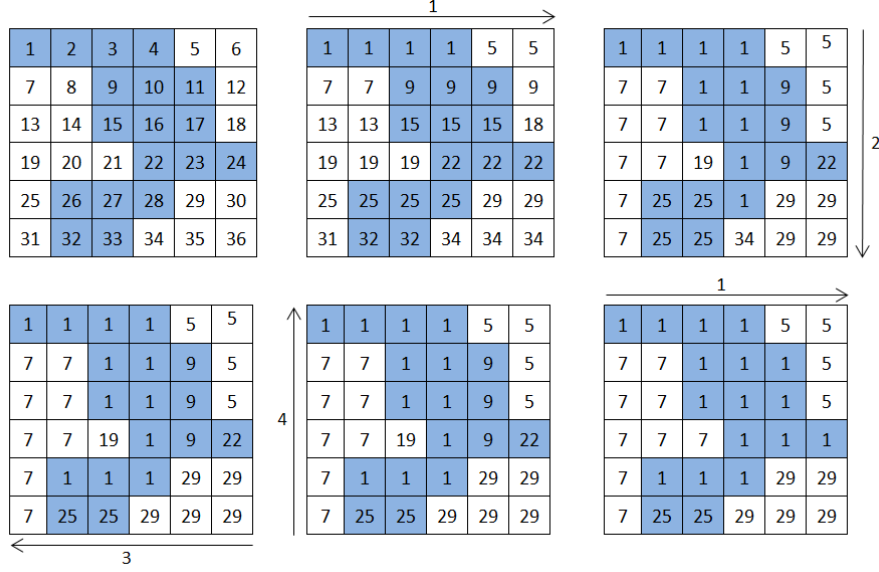 1 2 3 4 5 6
7 8 9 10 11 12
13 14 15 16 17 18
19 20 21 22 23 24
25 26 27 28 29 30
31 32 33 34 35 36
1
1 1 1 1 5 5
7 7 9 9 9 9
13 13 15 15 15 18
19 19 19 22 22 22
25 25 25 25 29 29
31 32 32 34 34 34
1 1 1 1 5 5
7 7 1 1 9 5
7 7 1 1 9 5
7 7 19 1 9 22
7 25 25 1 29 29
7 25 25 34 29 29
2
1 1 1 1 5 5
7 7 1 1 9 5
7 7 1 1 9 5
7 7 19 1 9 22
7 1 1 1 29 29
7 25 25 29 29 29
3
4
1 1 1 1 5 5
7 7 1 1 9 5
7 7 1 1 9 5
7 7 19 1 9 22
7 1 1 1 29 29
7 25 25 29 29 29
1
1 1 1 1 5 5
7 7 1 1 1 5
7 7 1 1 1 5
7 7 7 1 1 1
7 1 1 1 29 29
7 25 25 29 29 29